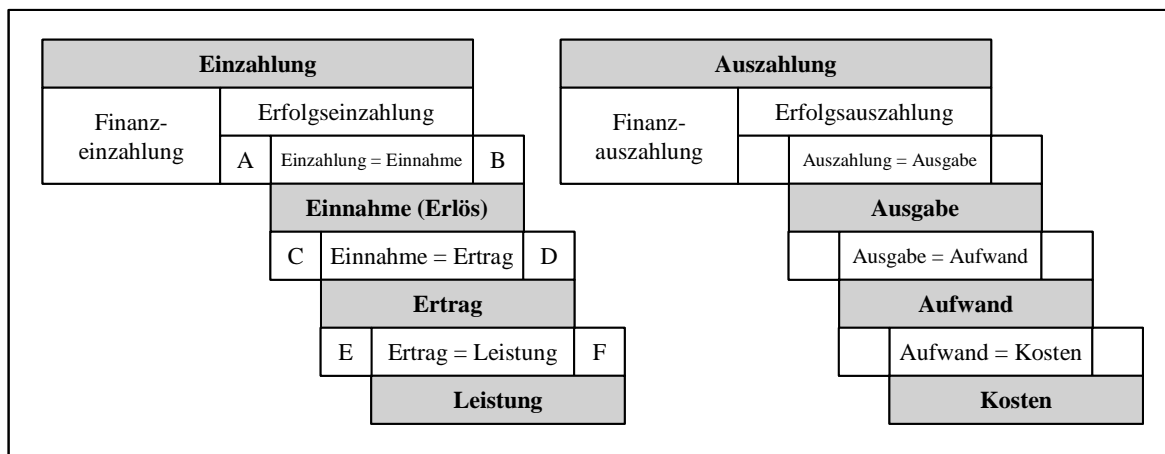 Einzahlung
Auszahlung
Finanz-
einzahlung
Erfolgseinzahlung
A
Einzahlung = Einnahme
B
Finanz-
auszahlung
Erfolgsauszahlung
Auszahlung = Ausgabe
Einnahme (Erlös)
Ausgabe
C
Einnahme = Ertrag
D
Ausgabe = Aufwand
Ertrag
Aufwand
E
Ertrag = Leistung
F
Aufwand = Kosten
Leistung
Kosten